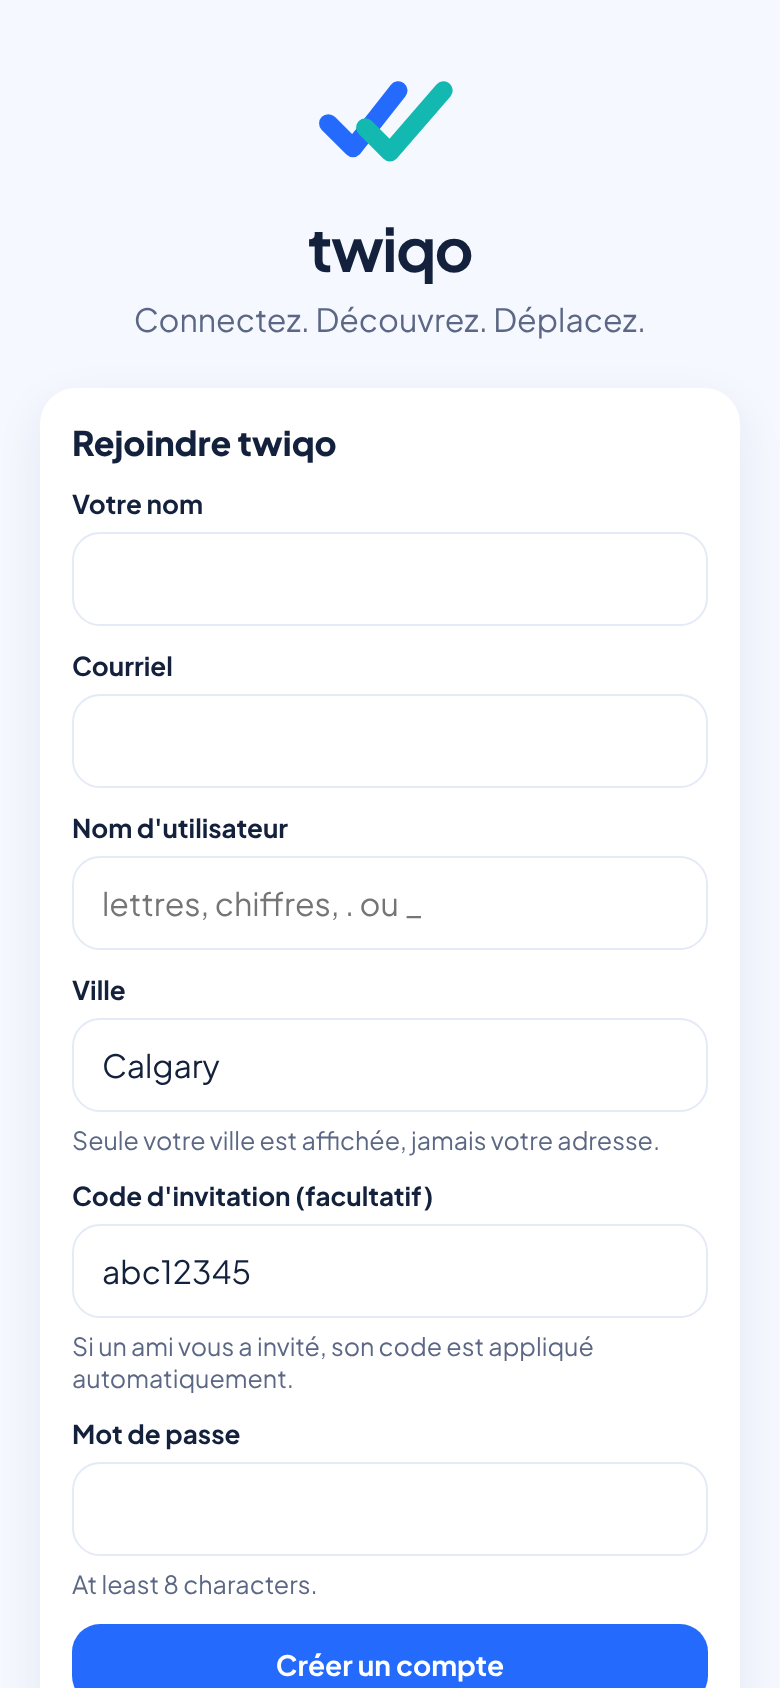 twiqo
Connectez. Découvrez. Déplacez.
Rejoindre twiqo
Votre nom
Courriel
Nom d'utilisateur
lettres, chiffres, . ou _
Ville
Calgary
Seule votre ville est affichée, jamais votre adresse.
Code d'invitation (facultatif)
abc12345
Si un ami vous a invité, son code est appliqué
automatiquement.
Mot de passe
At least 8 characters.
Créer un compte